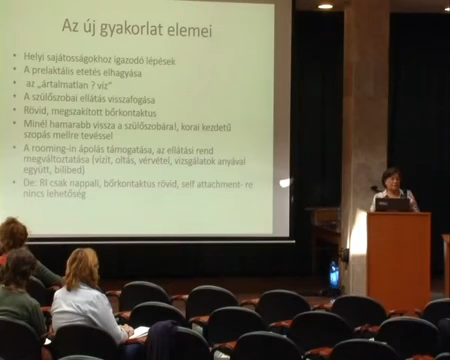 Az új gyakorlat elemei
• Helyi sajátosságokhoz igazodó lépések
• A prelaktális etetés elhagyása
• az „ártalmatlan ? víz”
• A szülőszobai ellátás visszafogása
• Rövid, megszakított bőrkontaktus
• Minél hamarabb vissza a szülőszobára!, korai kezdetű
szopás mellre tevéssel
• A rooming-in ápolás támogatása, az ellátási rend
megváltoztatása (vizit, oltás, vérvétel, vizsgálatok anyával
együtt, bilibed)
• De: RI csak nappali, bőrkontaktus rövid, self attachment- re
nincs lehetőség